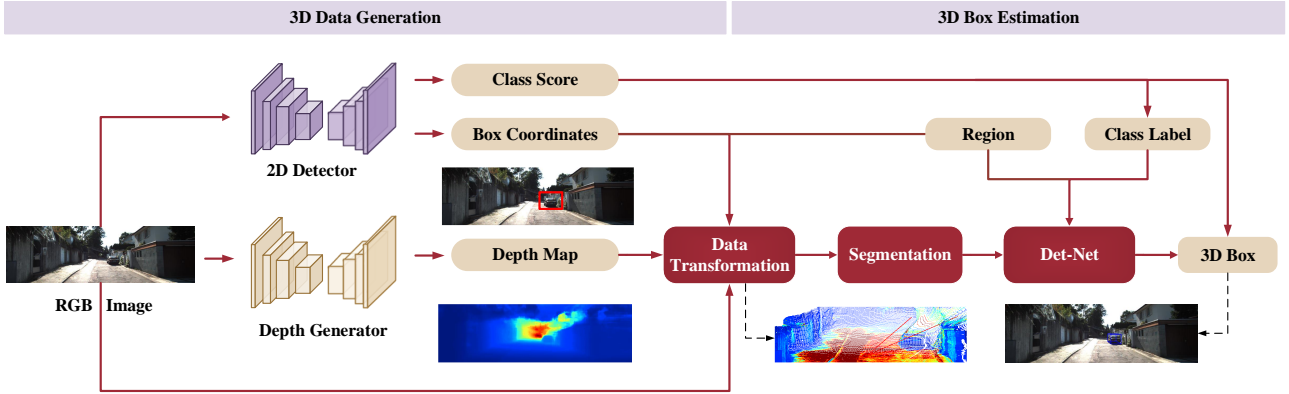 3D Data Generation
3D Box Estimation
Class Score
Box Coordinates
Region
Class Label
2D Detector
Depth Map
Data
Transformation
Segmentation
Det-Net
3D Box
RGB Image
Depth Generator